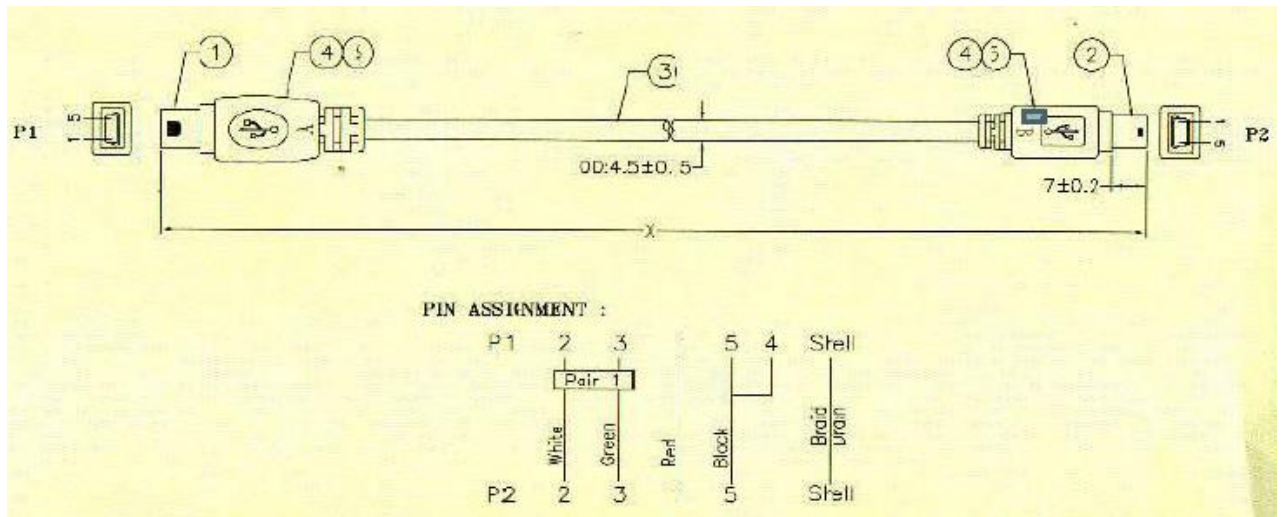 1 4 5 3 4 5 2
P1 5 1 1 5 P2
OD:4.5±0.15
7±0.2
X
PIN ASSIGNMENT :
P1 2 3 5 4 Shell
Pair 1
White Green Red Black Braid Drain
P2 2 3 5 Shell